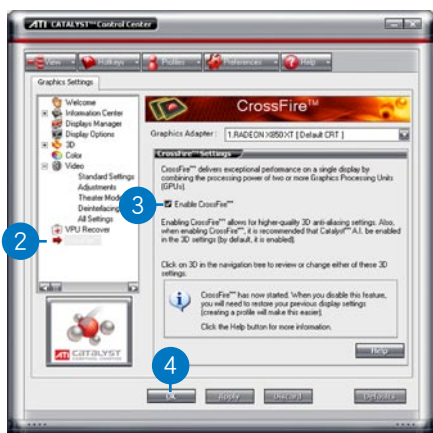 ATI CATALYST™ Control Center
View
Hotkeys
Profiles
Preferences
Help
Graphics Settings
Welcome
Information Center
Displays Manager
Display Options
3D
Color
Video
Standard Settings
Adjustments
Theater Mode
Deinterlacing
All Settings
VPU Recover
2
ATI CATALYST
CONTROL CENTER
CrossFire™
Graphics Adapter :
1.RADEON X850 XT [ Default CRT ]
CrossFire™ Settings
CrossFire™ delivers exceptional performance on a single display by
combining the processing power of two or more Graphics Processing Units
(GPUs).
3
Enable CrossFire™
Enabling CrossFire™ allows for higher-quality 3D anti-aliasing settings. Also,
when enabling CrossFire™, it is recommended that Catalyst™ A.I. be enabled
in the 3D settings (by default, it is enabled).
Click on 3D in the navigation tree to review or change either of these 3D
settings.
CrossFire™ has now started. When you disable this feature,
you will need to restore your previous display settings
(creating a profile will make this easier).
Click the Help button for more information.
Help
4
OK
Apply
Discard
Defaults